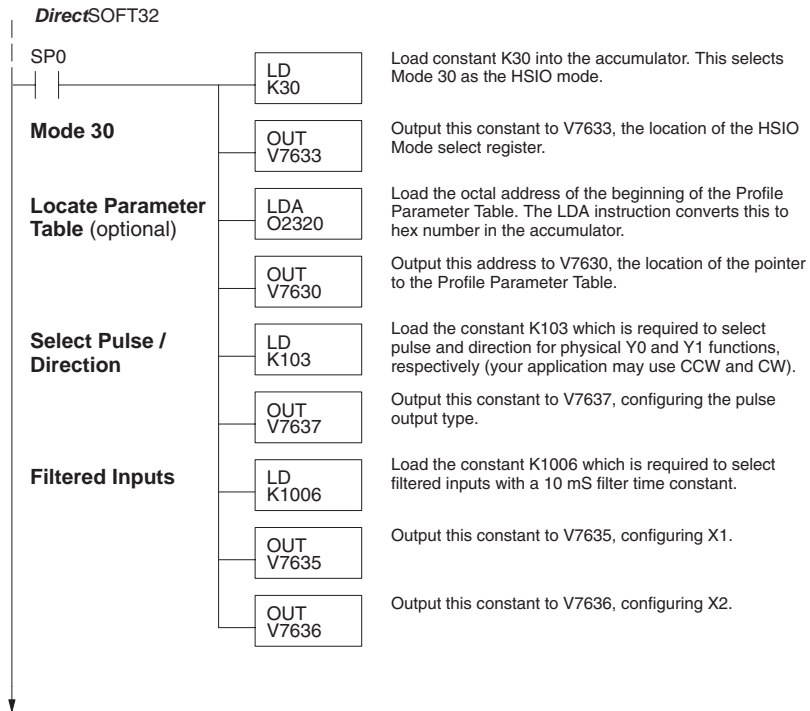 DirectSOFT32
SP0
LD
K30
Load constant K30 into the accumulator. This selects
Mode 30 as the HSIO mode.
Mode 30
OUT
V7633
Output this constant to V7633, the location of the HSIO
Mode select register.
Locate Parameter
Table (optional)
LDA
O2320
Load the octal address of the beginning of the Profile
Parameter Table. The LDA instruction converts this to
hex number in the accumulator.
OUT
V7630
Output this address to V7630, the location of the pointer
to the Profile Parameter Table.
Select Pulse /
Direction
LD
K103
Load the constant K103 which is required to select
pulse and direction for physical Y0 and Y1 functions,
respectively (your application may use CCW and CW).
OUT
V7637
Output this constant to V7637, configuring the pulse
output type.
Filtered Inputs
LD
K1006
Load the constant K1006 which is required to select
filtered inputs with a 10 mS filter time constant.
OUT
V7635
Output this constant to V7635, configuring X1.
OUT
V7636
Output this constant to V7636, configuring X2.